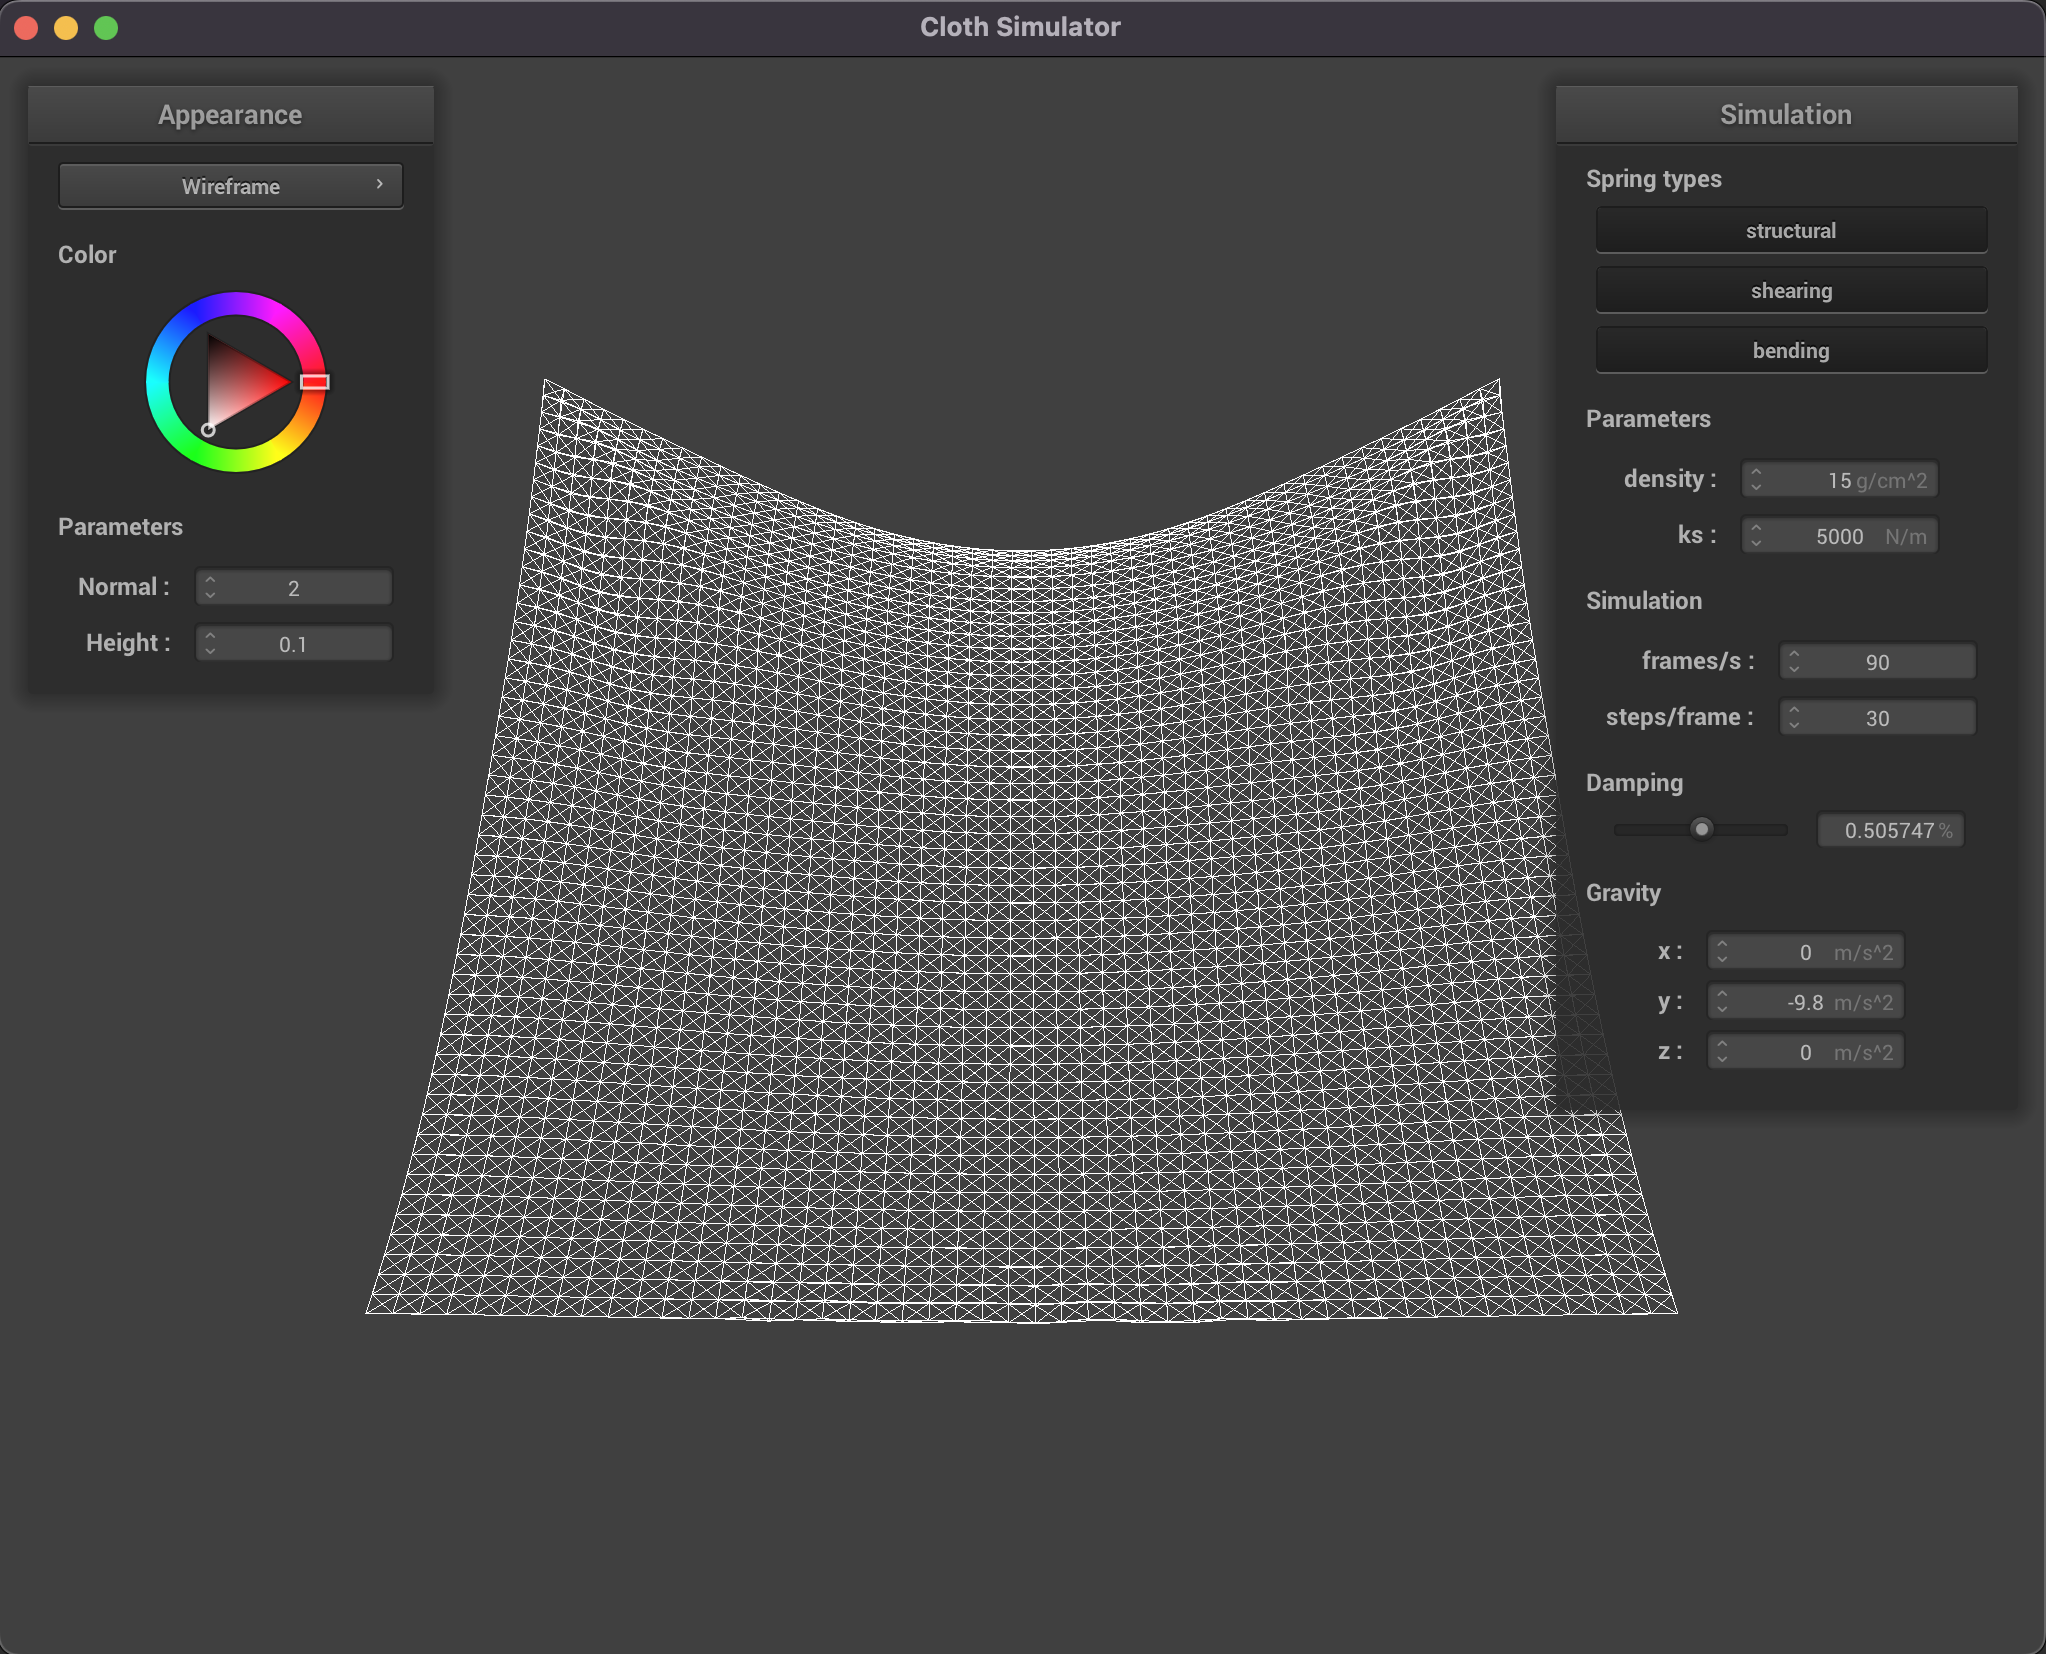 Cloth Simulator
Appearance
Wireframe
Color
Parameters
Normal : 2
Height : 0.1
Simulation
Spring types
structural
shearing
bending
Parameters
density : 15 g/cm^2
ks : 5000 N/m
Simulation
frames/s : 90
steps/frame : 30
Damping
0.505747 %
Gravity
x : 0 m/s^2
y : -9.8 m/s^2
z : 0 m/s^2